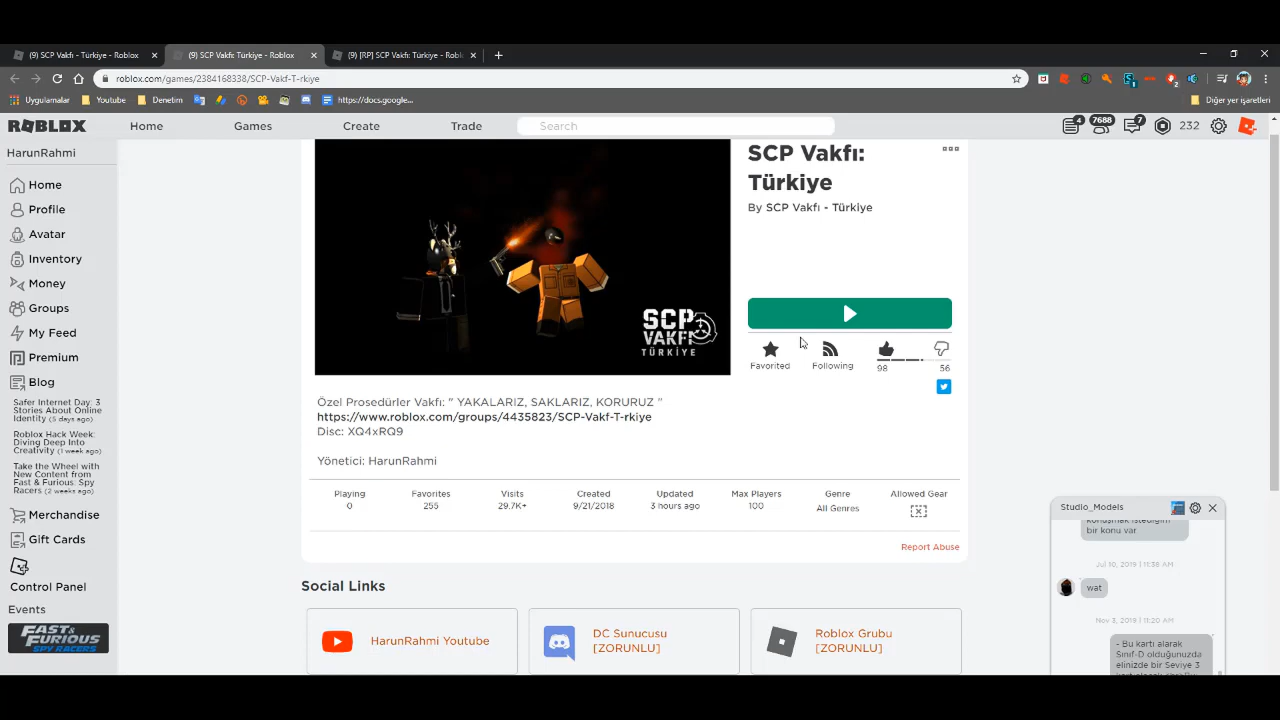 (9) SCP Vakfı - Türkiye - Roblox
(9) SCP Vakfı: Türkiye - Roblox
(9) [RP] SCP Vakfı: Türkiye - Robl
roblox.com/games/2384168338/SCP-Vakf-T-rkiye
Uygulamalar
Youtube
Denetim
https://docs.google...
Diğer yer işaretleri
ROBLOX
Home
Games
Create
Trade
Search
4
7688
7
232
HarunRahmi
Home
Profile
Avatar
Inventory
Money
Groups
My Feed
Premium
Blog
Safer Internet Day: 3
Stories About Online
Identity (5 days ago)
Roblox Hack Week:
Diving Deep Into
Creativity (1 week ago)
Take the Wheel with
New Content from
Fast & Furious: Spy
Racers (2 weeks ago)
Merchandise
Gift Cards
Control Panel
Events
FAST & FURIOUS
SPY RACERS
SCP
VAKFI
TÜRKİYE
SCP Vakfı:
Türkiye
By SCP Vakfı - Türkiye
Favorited
Following
98
56
Özel Prosedürler Vakfı: " YAKALARIZ, SAKLARIZ, KORURUZ "
https://www.roblox.com/groups/4435823/SCP-Vakf-T-rkiye
Disc: XQ4xRQ9
Yönetici: HarunRahmi
Playing
0
Favorites
255
Visits
29.7K+
Created
9/21/2018
Updated
3 hours ago
Max Players
100
Genre
All Genres
Allowed Gear
Report Abuse
Social Links
HarunRahmi Youtube
DC Sunucusu
[ZORUNLU]
Roblox Grubu
[ZORUNLU]
Studio_Models
konuşmak istediğim
bir konu var
Jul 10, 2019 | 11:38 AM
wat
Nov 3, 2019 | 11:20 AM
- Bu kartı alarak
Sınıf-D olduğunuzda
elinizde bir Seviye 3